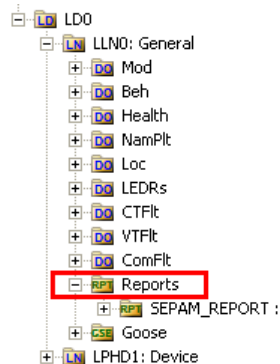 LD LD0
LN LLN0: General
DO Mod
DO Beh
DO Health
DO NamPlt
DO Loc
DO LEDRs
DO CTFlt
DO VTFlt
DO ComFlt
RPT Reports
RPT SEPAM_REPORT :
GSE Goose
LN LPHD1: Device